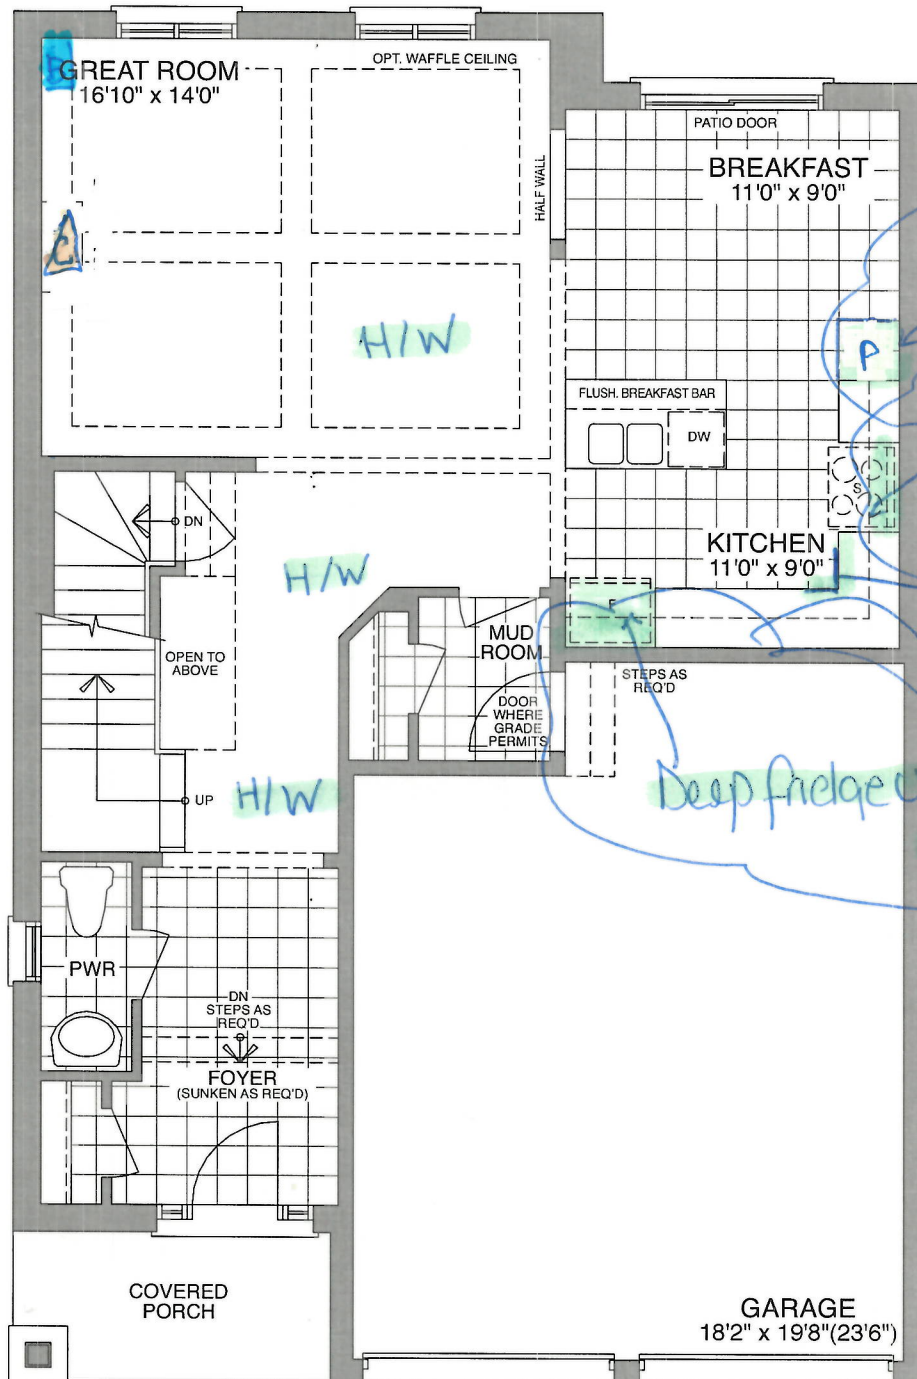 OPT. WAFFLE CEILING
GREAT ROOM
16'10" x 14'0"
PATIO DOOR
BREAKFAST
11'0" x 9'0"
HALF WALL
C
H/W
P
FLUSH. BREAKFAST BAR
DW
S
DN
KITCHEN
11'0" x 9'0"
H/W
F
MUD
ROOM
OPEN TO
ABOVE
STEPS AS
REQ'D
DOOR
WHERE
GRADE
PERMITS
Deep fridge
H/W
UP
PWR
DN
STEPS AS
REQ'D
FOYER
(SUNKEN AS REQ'D)
COVERED
PORCH
GARAGE
18'2" x 19'8"(23'6")